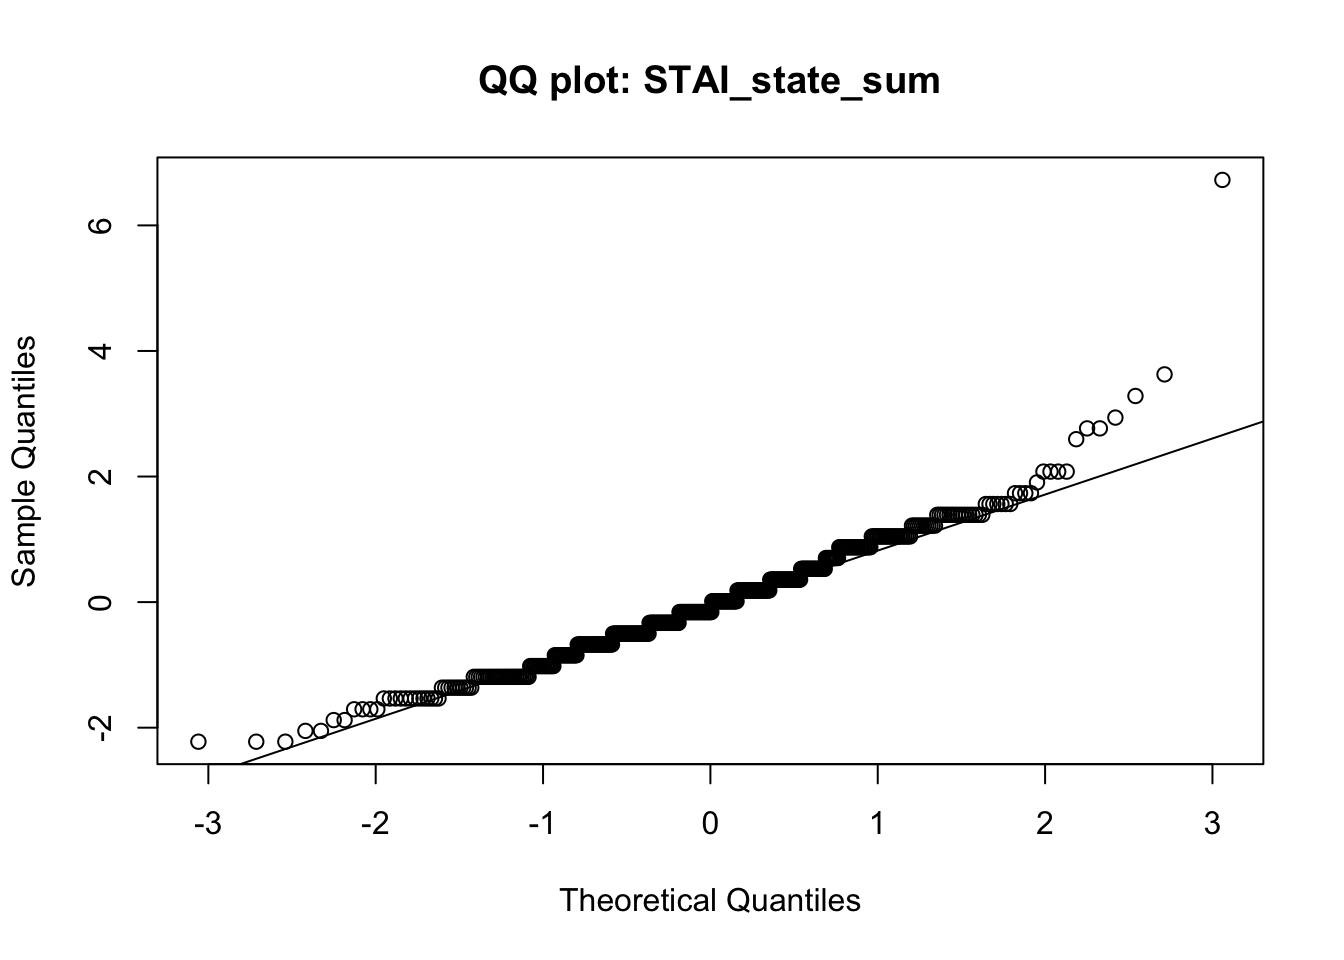 QQ plot: STAI_state_sum
Sample Quantiles
6
4
2
0
-2
-3 -2 -1 0 1 2 3
Theoretical Quantiles